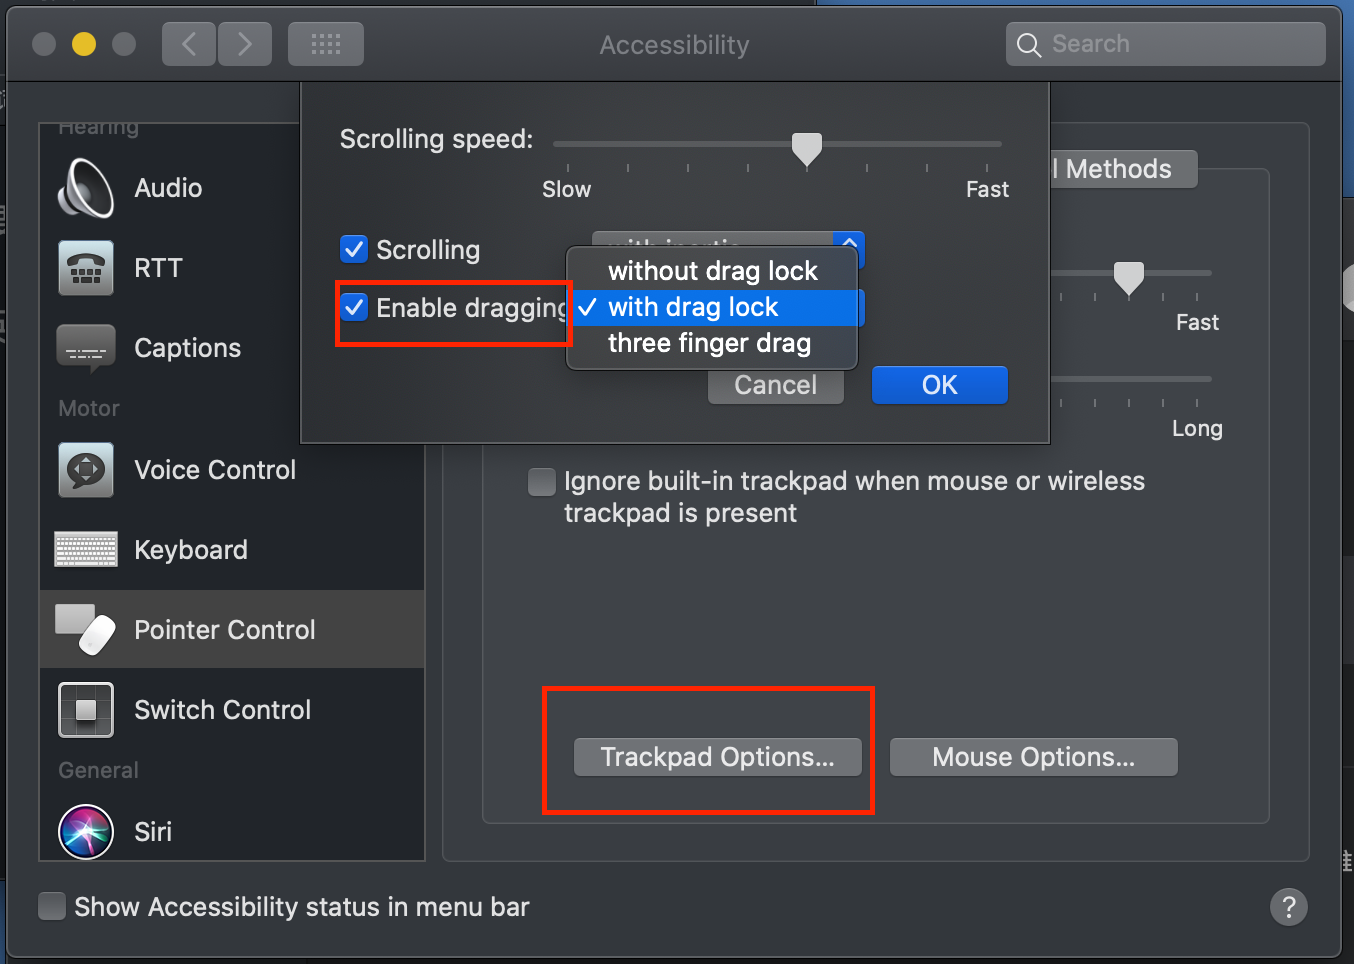 Accessibility
Search
Hearing
Audio
RTT
Captions
Motor
Voice Control
Keyboard
Pointer Control
Switch Control
General
Siri
Scrolling speed:
Slow
Fast
Scrolling
Enable dragging
without drag lock
✓ with drag lock
three finger drag
Cancel
OK
Methods
Fast
Long
Ignore built-in trackpad when mouse or wireless
trackpad is present
Trackpad Options...
Mouse Options...
Show Accessibility status in menu bar
?